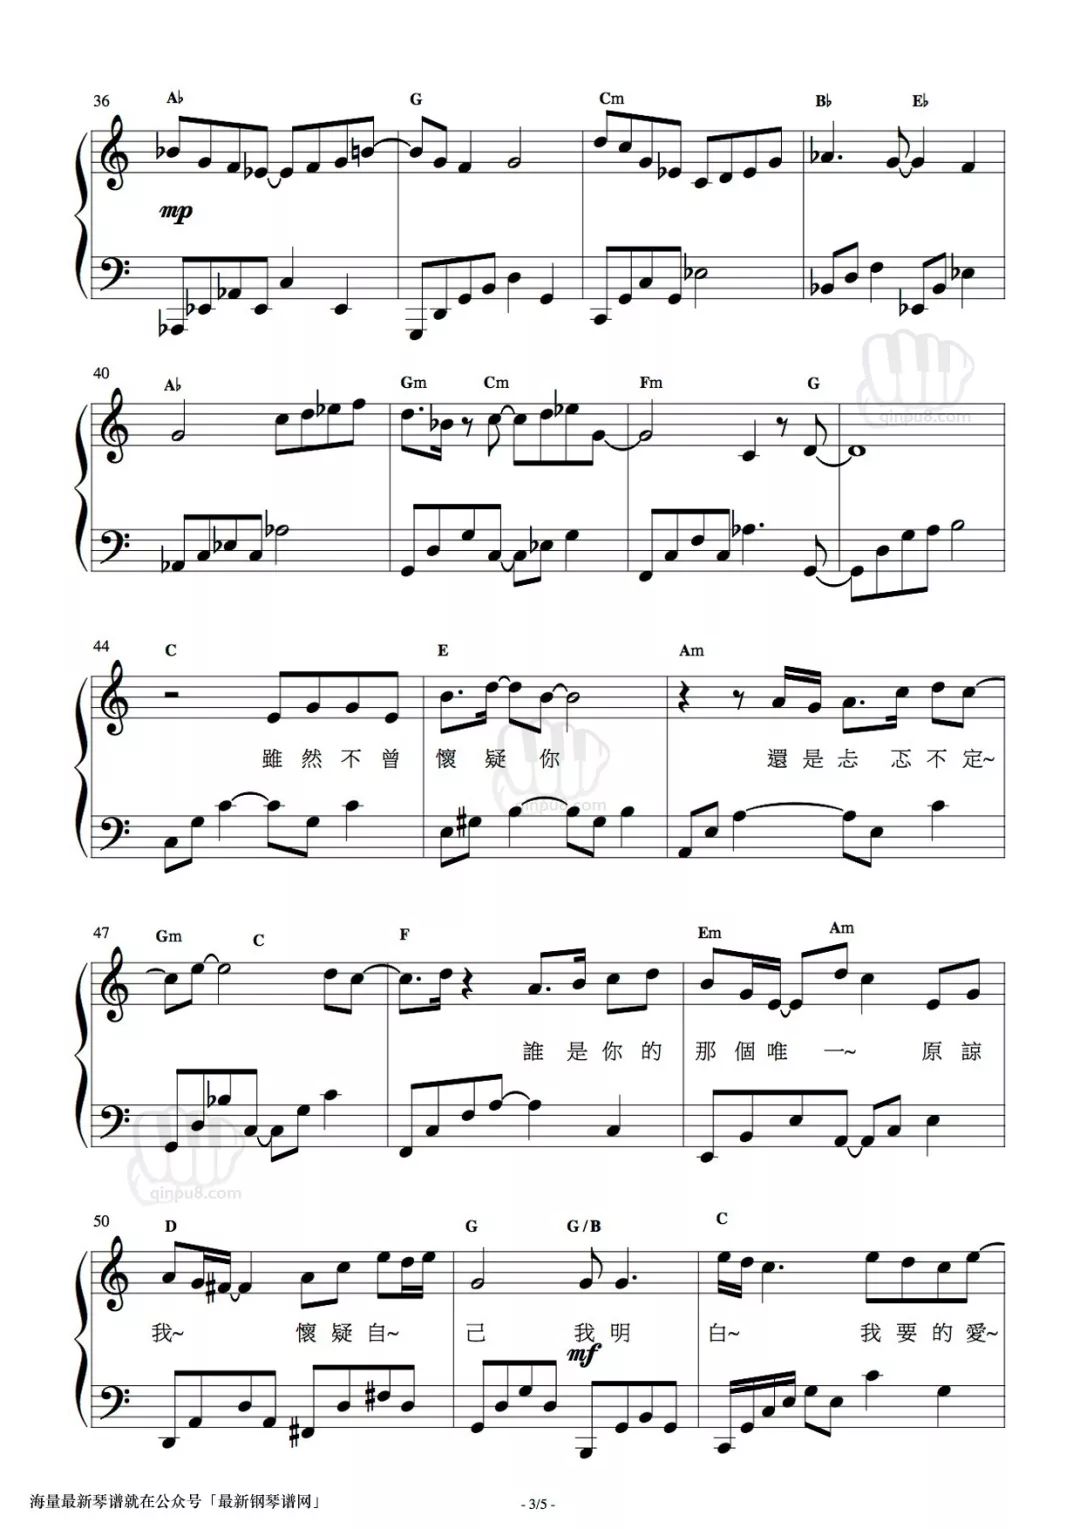 36 A♭ G Cm B♭ E♭
mp
40 A♭ Gm Cm Fm G
qinpu8.com
44 C E Am
雖 然 不 曾 懷 疑 你 還 是 忐 忑 不 定~
qinpu8.com
47 Gm C F Em Am
誰 是 你 的 那 個 唯 一~ 原 諒
qinpu8.com
50 D G G/B C
我~ 懷 疑 自~ 己 我 明 白~ 我 要 的 愛~
mf
海量最新琴谱就在公众号「最新钢琴谱网」 - 3/5 -